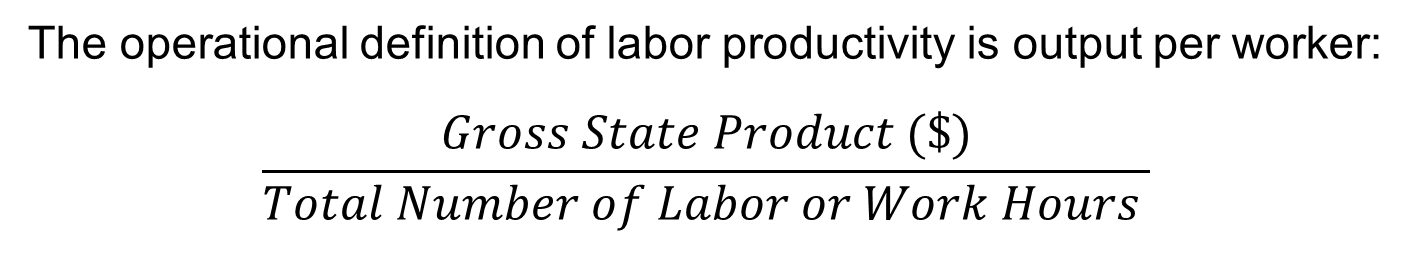 The operational definition of labor productivity is output per worker:
Gross State Product ($)
Total Number of Labor or Work Hours